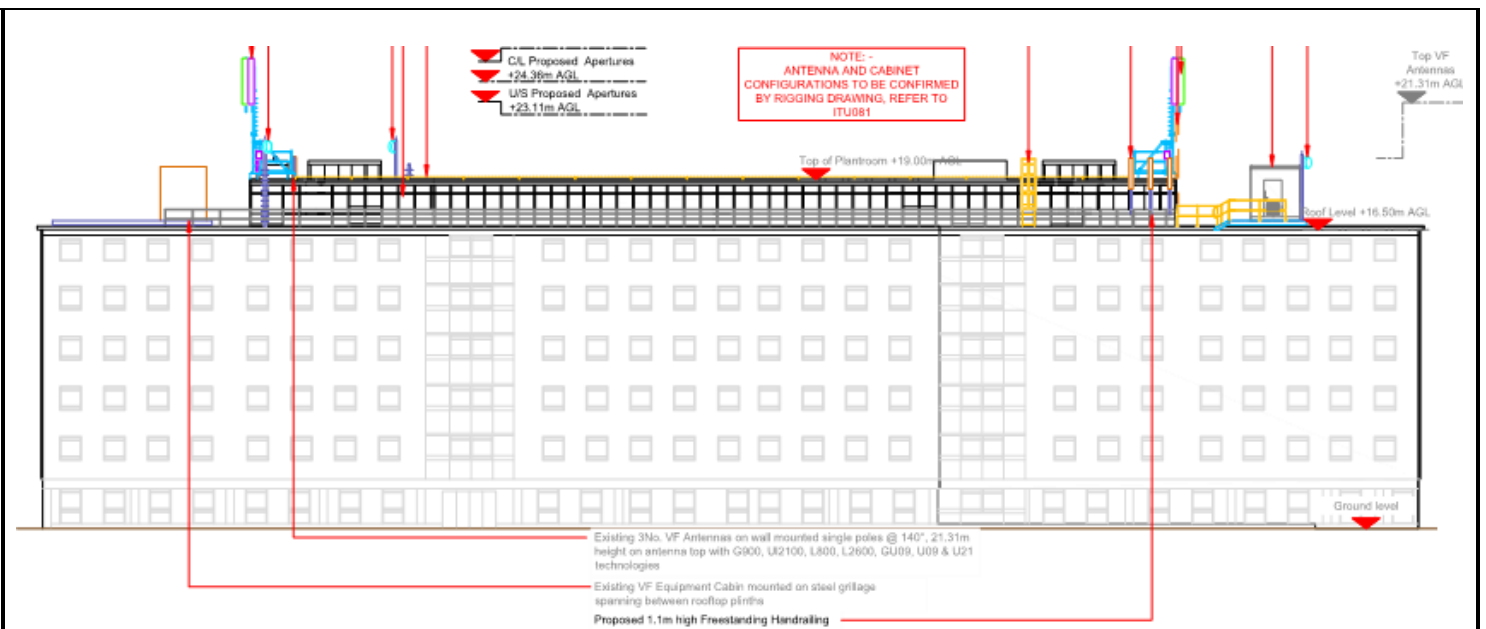 C/L Proposed Apertures
+24.36m AGL
U/S Proposed Apertures
+23.11m AGL
NOTE: -
ANTENNA AND CABINET
CONFIGURATIONS TO BE CONFIRMED
BY RIGGING DRAWING, REFER TO
ITU081
Top VF
Antennas
+21.31m AGL
Top of Plantroom +19.00m AGL
Roof Level +16.50m AGL
Ground level
Existing 3No. VF Antennas on wall mounted single poles @ 140°, 21.31m
height on antenna top with G900, UI2100, L800, L2600, GU09, U09 & U21
technologies
Existing VF Equipment Cabin mounted on steel grillage
spanning between rooftop plinths
Proposed 1.1m high Freestanding Handrailing